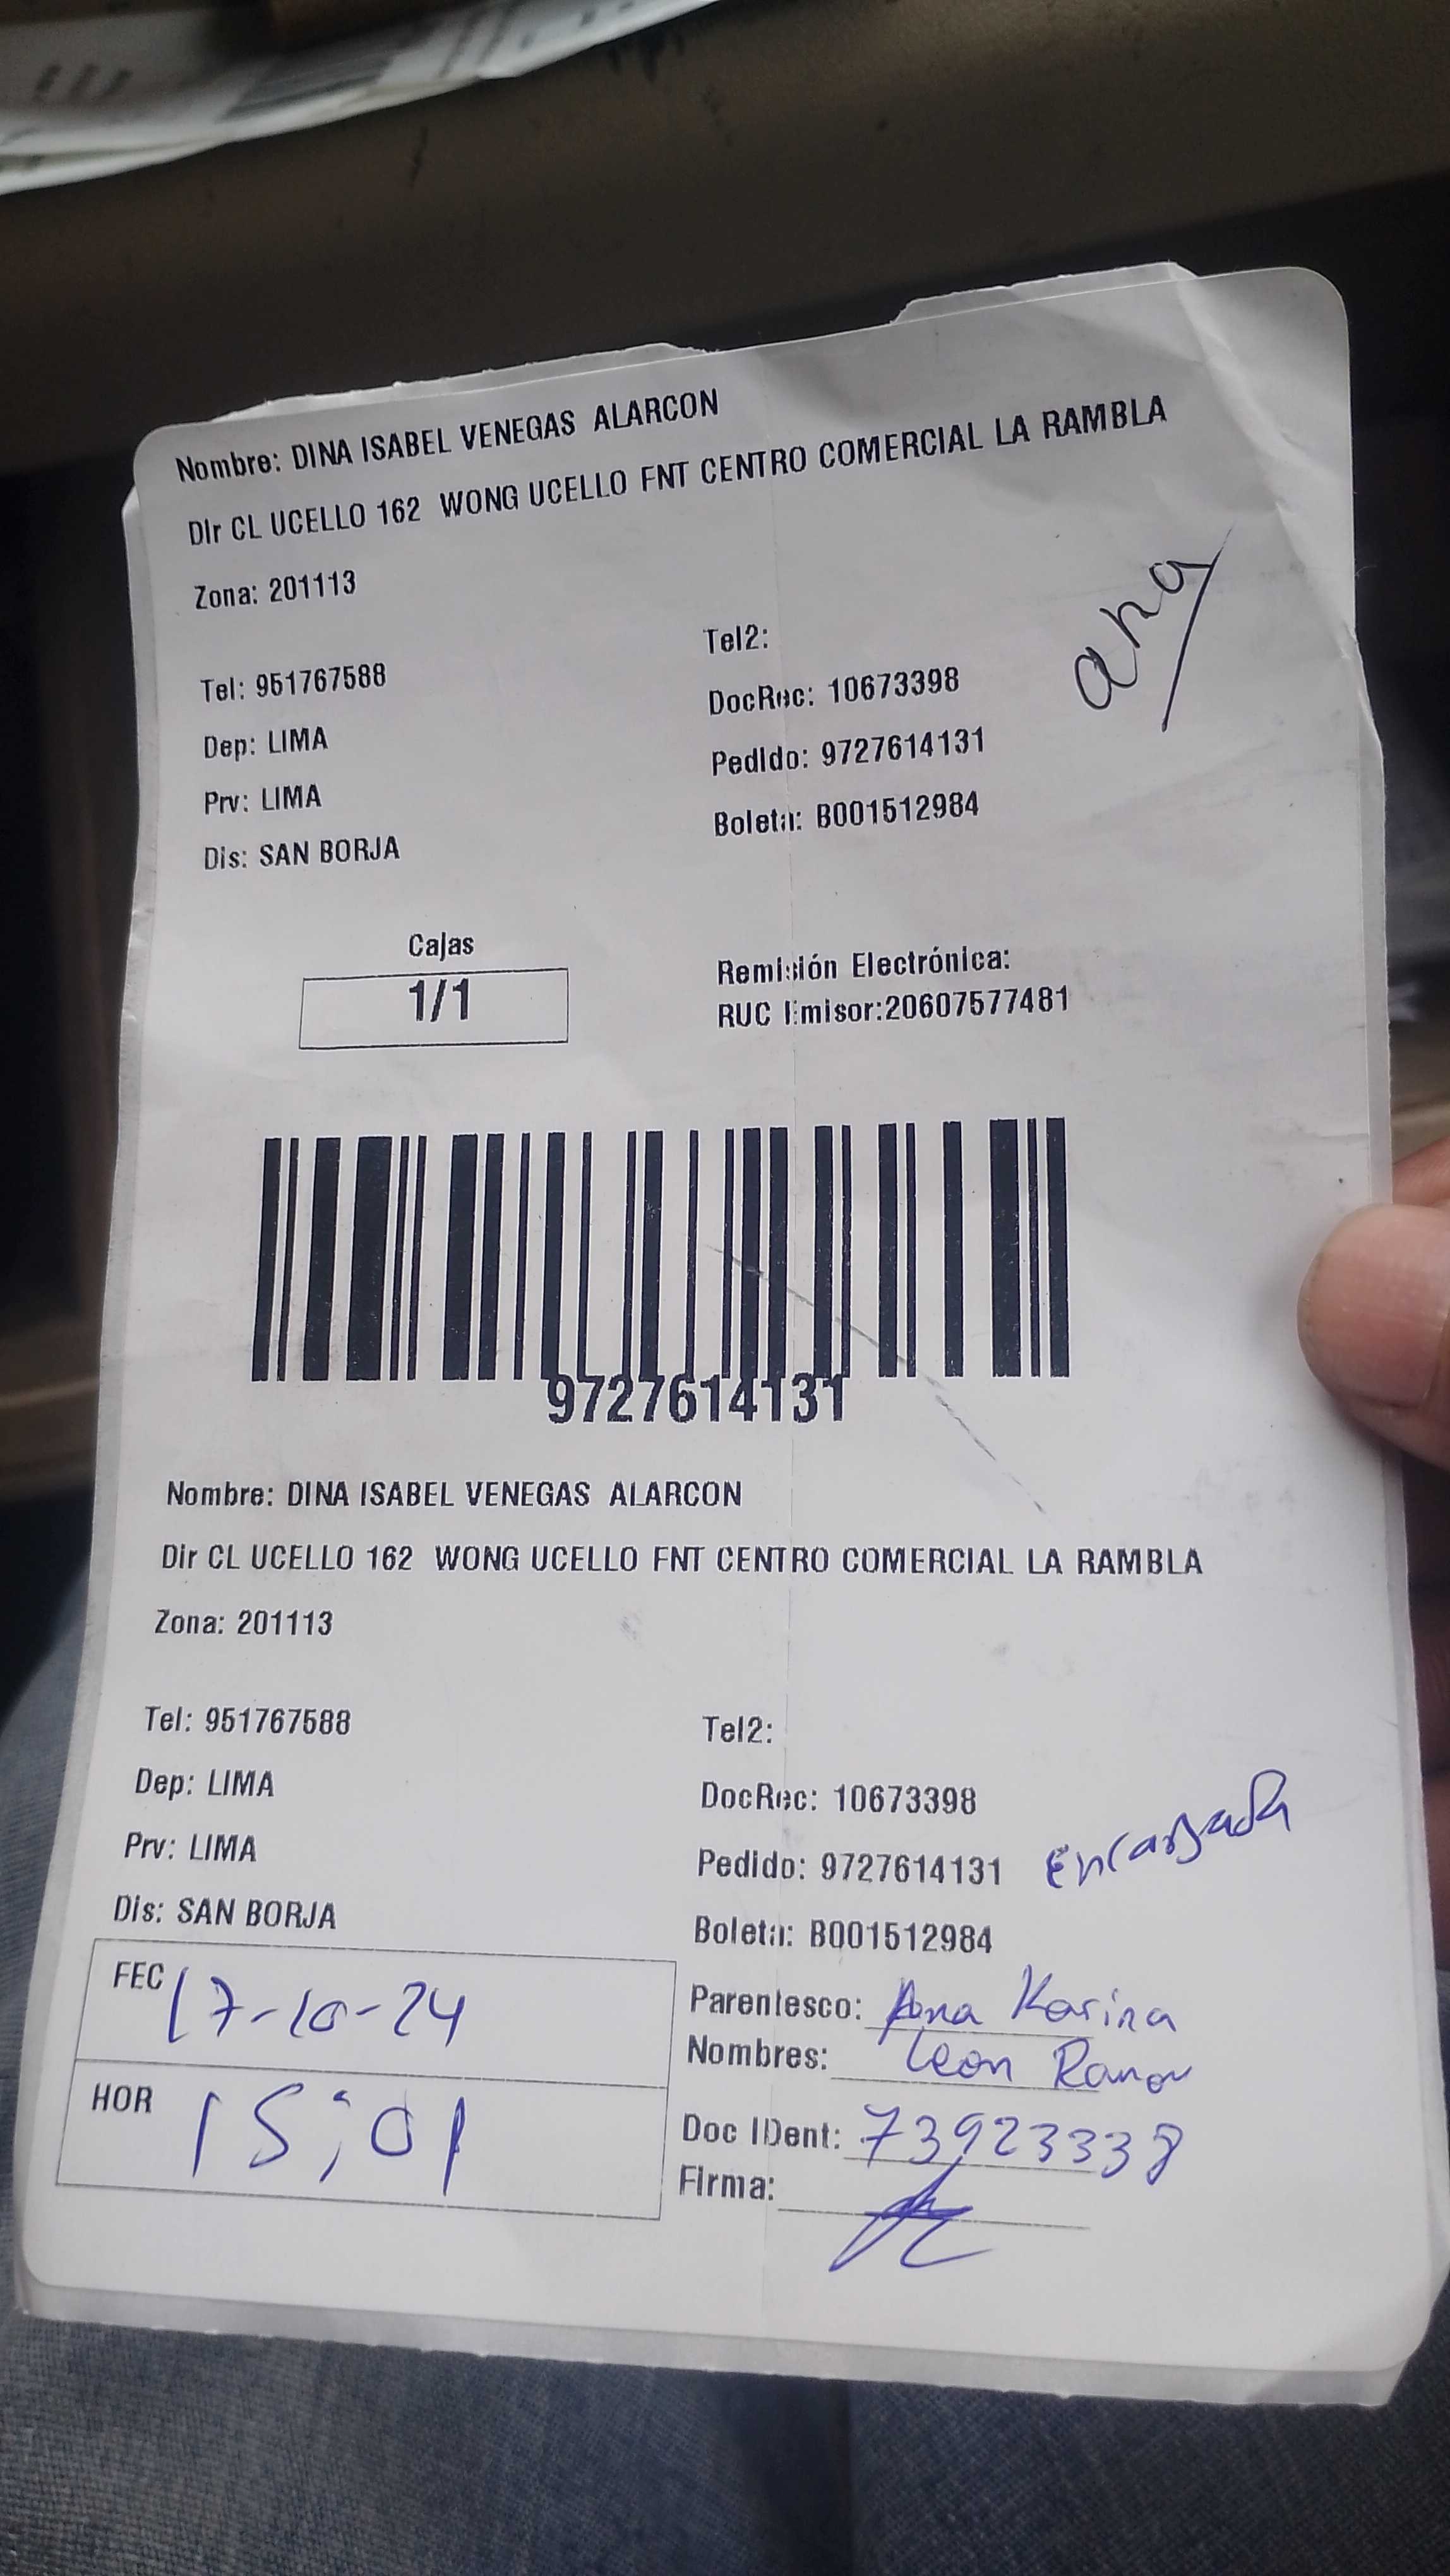 Nombre: DINA ISABEL VENEGAS ALARCON
Dir CL UCELLO 162 WONG UCELLO FNT CENTRO COMERCIAL LA RAMBLA
Zona: 201113
ana
Tel2:
Tel: 951767588
DocRec: 10673398
Dep: LIMA
Pedido: 9727614131
Prv: LIMA
Boleta: B001512984
Dis: SAN BORJA
Cajas
1/1
Remisión Electrónica:
RUC Emisor:20607577481
9727614131
Nombre: DINA ISABEL VENEGAS ALARCON
Dir CL UCELLO 162 WONG UCELLO FNT CENTRO COMERCIAL LA RAMBLA
Zona: 201113
Tel: 951767588
Tel2:
Dep: LIMA
DocRec: 10673398
Prv: LIMA
Pedido: 9727614131 Encargada
Dis: SAN BORJA
Boleta: B001512984
FEC 17-10-24
Parentesco: Ana Karina
Nombres: Leon
HOR 15:01
Doc IDent: 73923338
Firma: